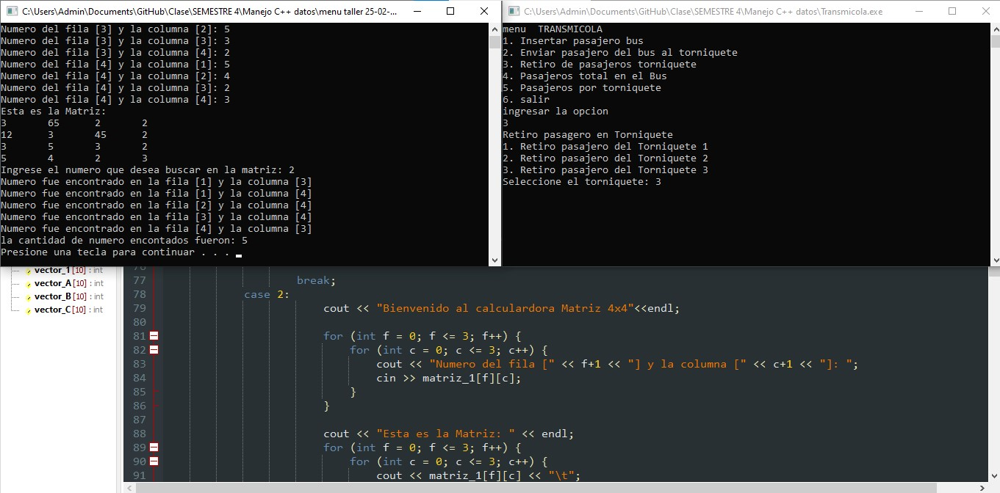 C:\Users\Admin\Documents\GitHub\Clase\SEMESTRE 4\Manejo C++ datos\menu taller 25-02-...
Numero del fila [3] y la columna [2]: 5
Numero del fila [3] y la columna [3]: 3
Numero del fila [3] y la columna [4]: 2
Numero del fila [4] y la columna [1]: 5
Numero del fila [4] y la columna [2]: 4
Numero del fila [4] y la columna [3]: 2
Numero del fila [4] y la columna [4]: 3
Esta es la Matriz:
3 65 2 2
12 3 45 2
3 5 3 2
5 4 2 3
Ingrese el numero que desea buscar en la matriz: 2
Numero fue encontrado en la fila [1] y la columna [3]
Numero fue encontrado en la fila [1] y la columna [4]
Numero fue encontrado en la fila [2] y la columna [4]
Numero fue encontrado en la fila [3] y la columna [4]
Numero fue encontrado en la fila [4] y la columna [3]
la cantidad de numero encontados fueron: 5
Presione una tecla para continuar . . .
C:\Users\Admin\Documents\GitHub\Clase\SEMESTRE 4\Manejo C++ datos\Transmicola.exe
menu TRANSMICOLA
1. Insertar pasajero bus
2. Enviar pasajero del bus al torniquete
3. Retiro de pasajeros torniquete
4. Pasajeros total en el Bus
5. Pasajeros por torniquete
6. salir
ingresar la opcion
3
Retiro pasagero en Torniquete
1. Retiro pasajero del Torniquete 1
2. Retiro pasajero del Torniquete 2
3. Retiro pasajero del Torniquete 3
Seleccione el torniquete: 3
vector_1 [10] : int
vector_A [10] : int
vector_B [10] : int
vector_C [10] : int
76
77 break;
78 case 2:
79 cout << "Bienvenido al calculardora Matriz 4x4"<<endl;
80
81 for (int f = 0; f <= 3; f++) {
82 for (int c = 0; c <= 3; c++) {
83 cout << "Numero del fila [" << f+1 << "] y la columna [" << c+1 << "]: ";
84 cin >> matriz_1[f][c];
85 }
86 }
87
88 cout << "Esta es la Matriz: " << endl;
89 for (int f = 0; f <= 3; f++) {
90 for (int c = 0; c <= 3; c++) {
91 cout << matriz_1[f][c] << "\t";